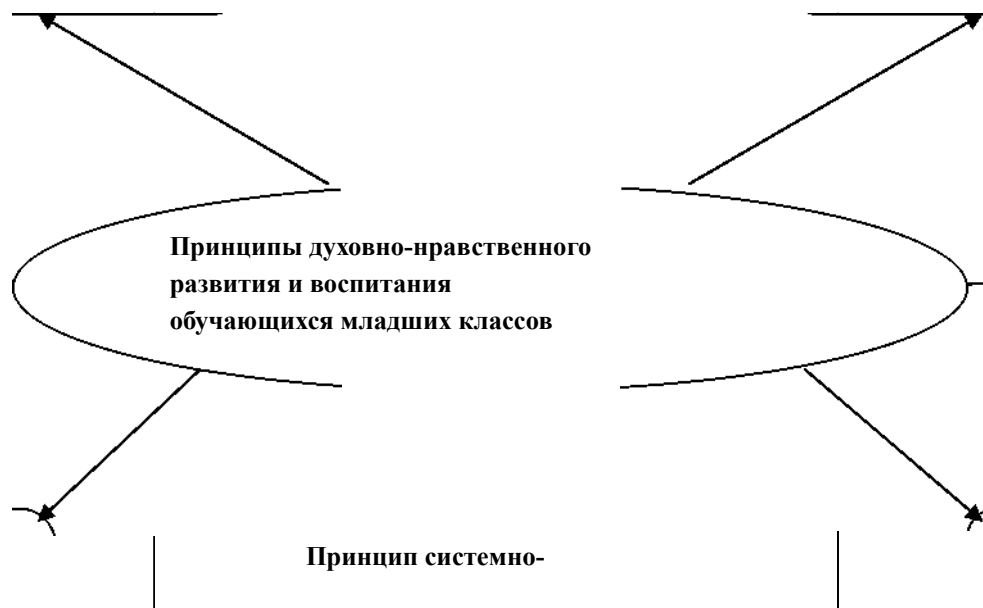 Принципы духовно-нравственного
развития и воспитания
обучающихся младших классов
Принцип системно-